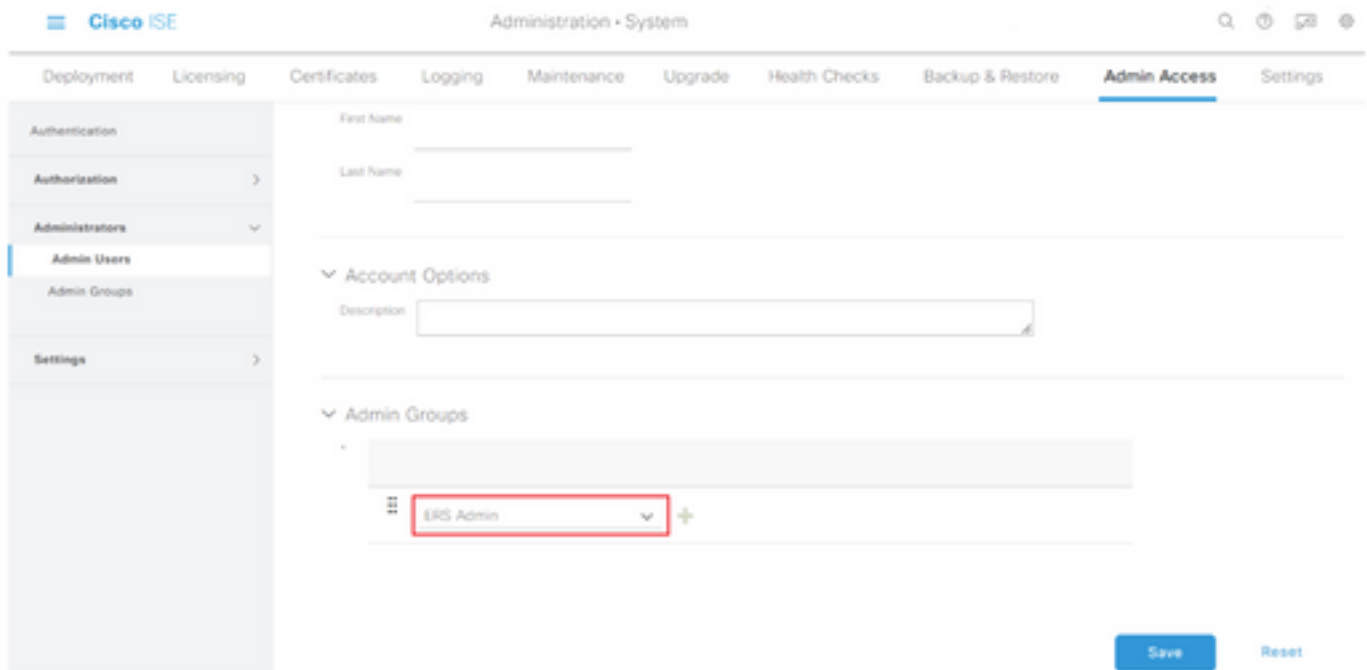 Cisco ISE
Administration • System
Deployment Licensing Certificates Logging Maintenance Upgrade Health Checks Backup & Restore Admin Access Settings
Authentication
Authorization
Administrators
Admin Users
Admin Groups
Settings
First Name
Last Name
Account Options
Description
Admin Groups
*
ERS Admin
Save Reset